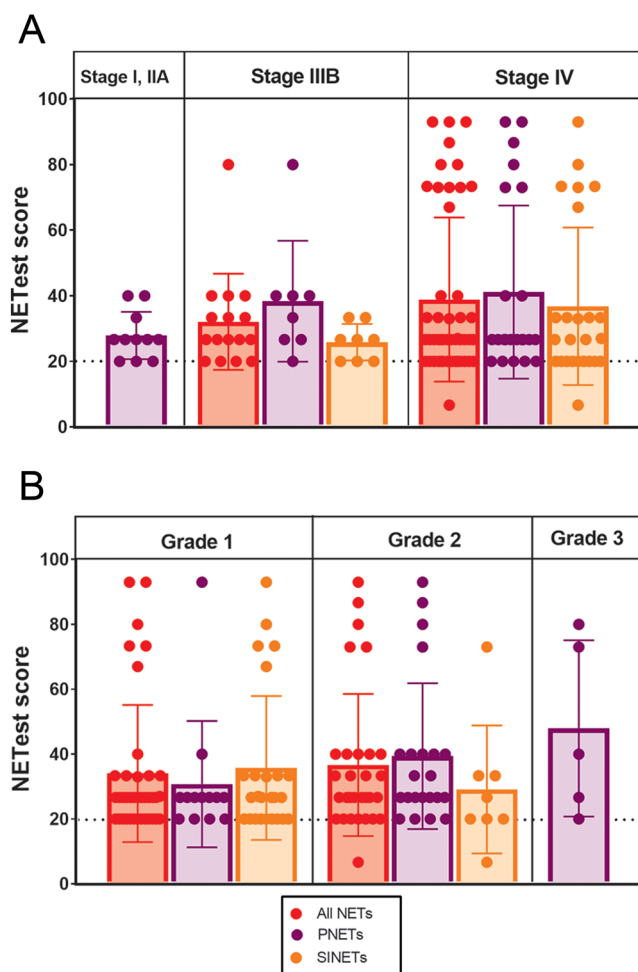 A
Stage I, IIA Stage IIIB Stage IV
100
80
60
40
20
0
NETest score
B
Grade 1 Grade 2 Grade 3
100
80
60
40
20
0
NETest score
All NETs
PNETs
SINETs